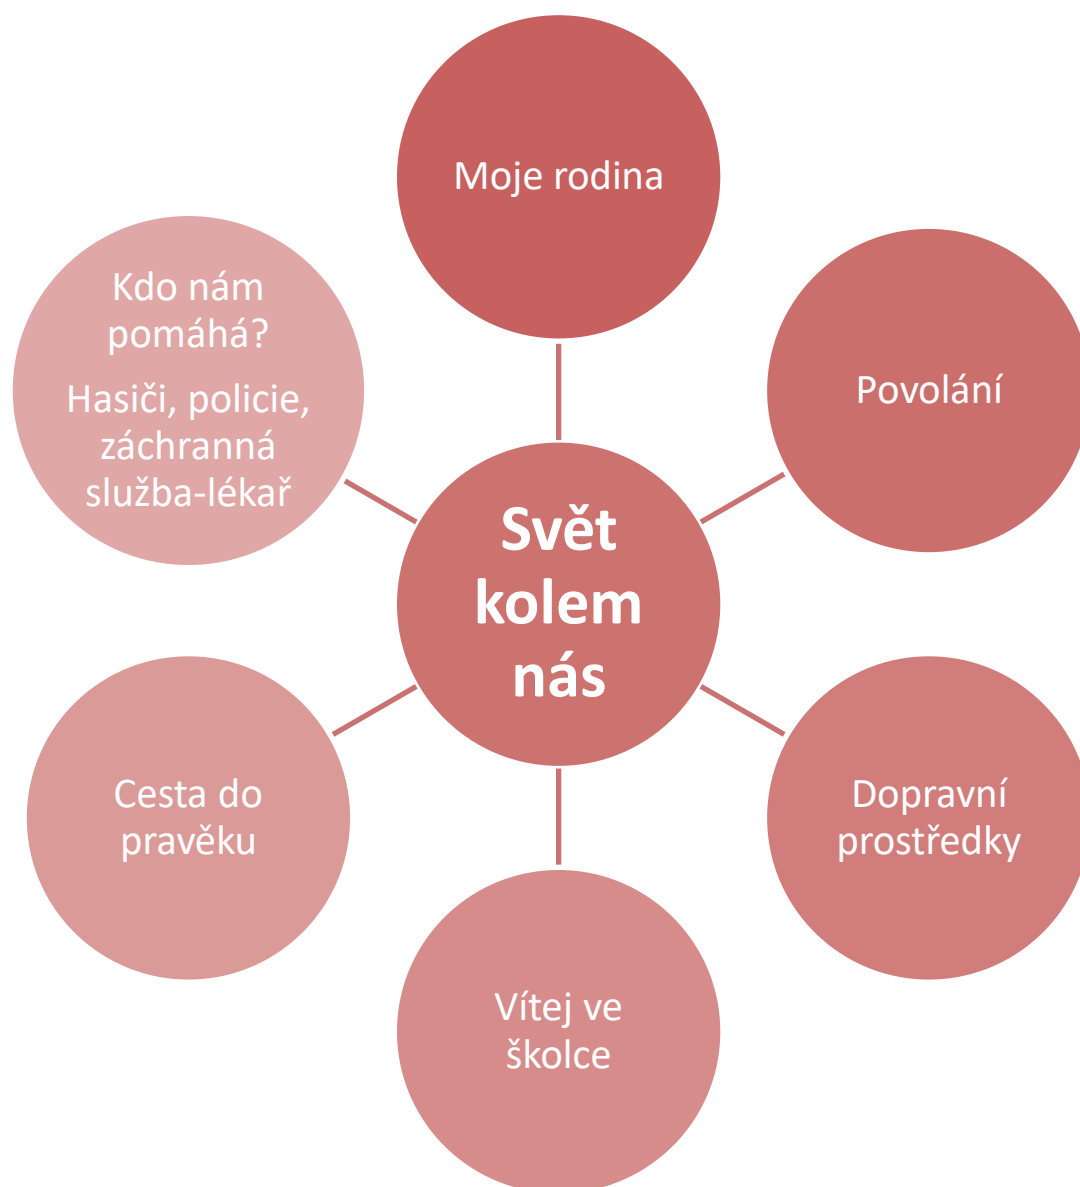 Moje rodina
Povolání
Dopravní
prostředky
Vítej ve
školce
Cesta do
pravěku
Kdo nám
pomáhá?
Hasiči, policie,
záchranná
služba-lékař
Svět
kolem
nás